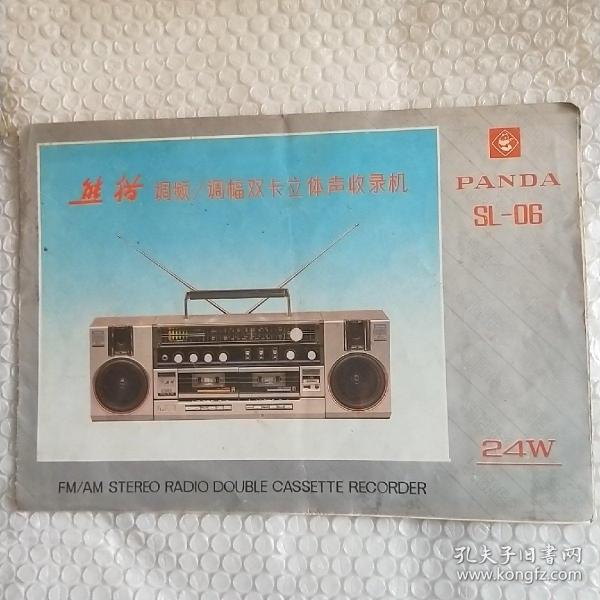 熊猫 调频/调幅双卡立体声收录机
PANDA
SL-06
24W
FM/AM STEREO RADIO DOUBLE CASSETTE RECORDER
孔夫子旧書网
www.kongfz.com